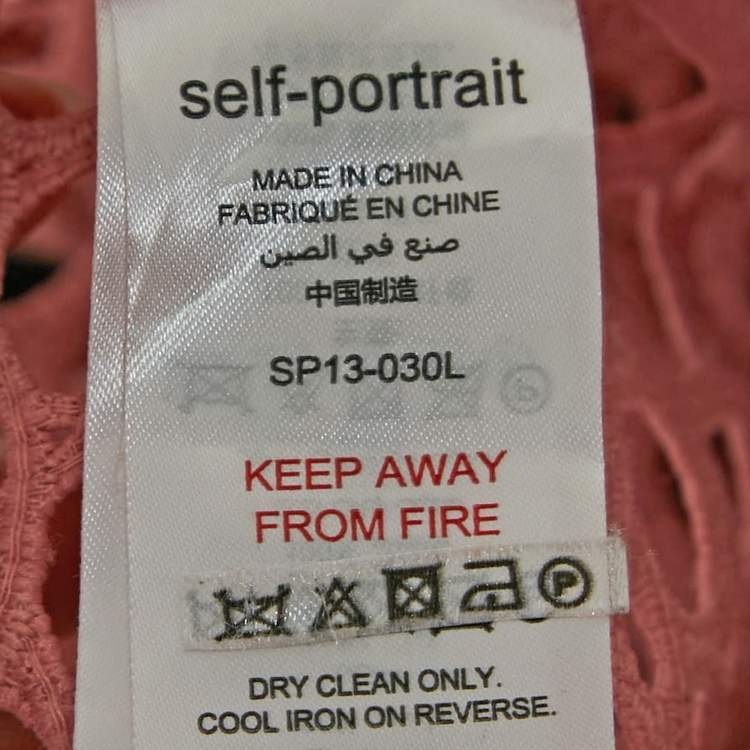 self-portrait
MADE IN CHINA
FABRIQUÉ EN CHINE
صنع في الصين
中国制造
SP13-030L
KEEP AWAY
FROM FIRE
P
DRY CLEAN ONLY.
COOL IRON ON REVERSE.